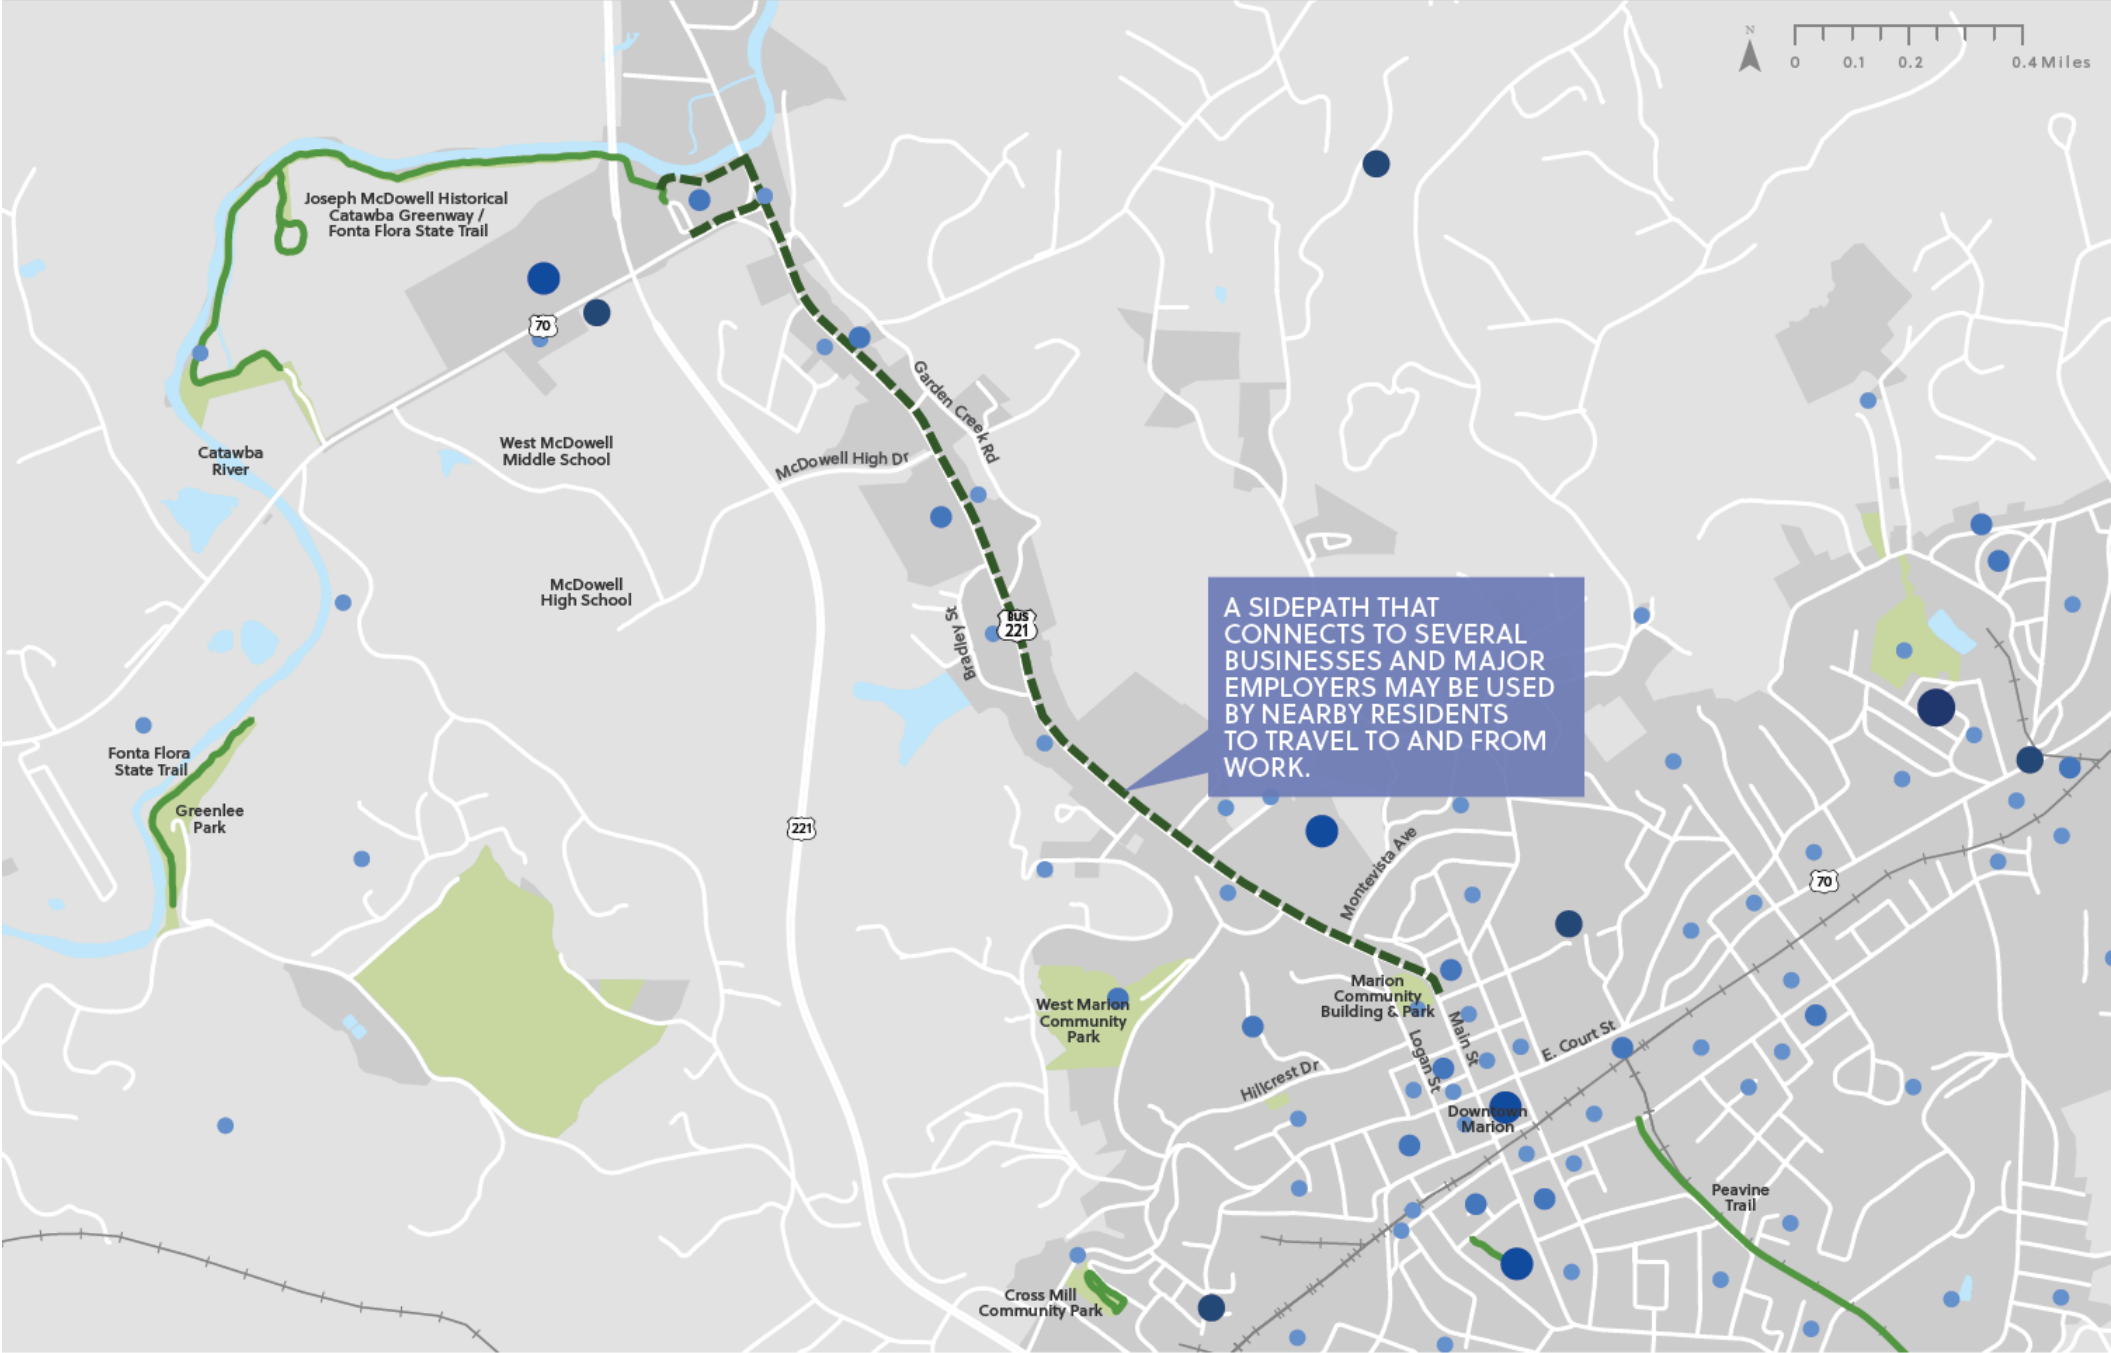 N
0 0.1 0.2 0.4 Miles
Joseph McDowell Historical
Catawba Greenway /
Fonta Flora State Trail
70
Garden Creek Rd
West McDowell
Middle School
McDowell High Dr
Catawba
River
McDowell
High School
Bradley St
BUS
221
A SIDEPATH THAT
CONNECTS TO SEVERAL
BUSINESSES AND MAJOR
EMPLOYERS MAY BE USED
BY NEARBY RESIDENTS
TO TRAVEL TO AND FROM
WORK.
Fonta Flora
State Trail
Greenlee
Park
221
Montevista Ave
70
West Marion
Community
Park
Marion
Community
Building & Park
Main St
Logan St
E. Court St
Hillcrest Dr
Downtown
Marion
Peavine
Trail
Cross Mill
Community Park